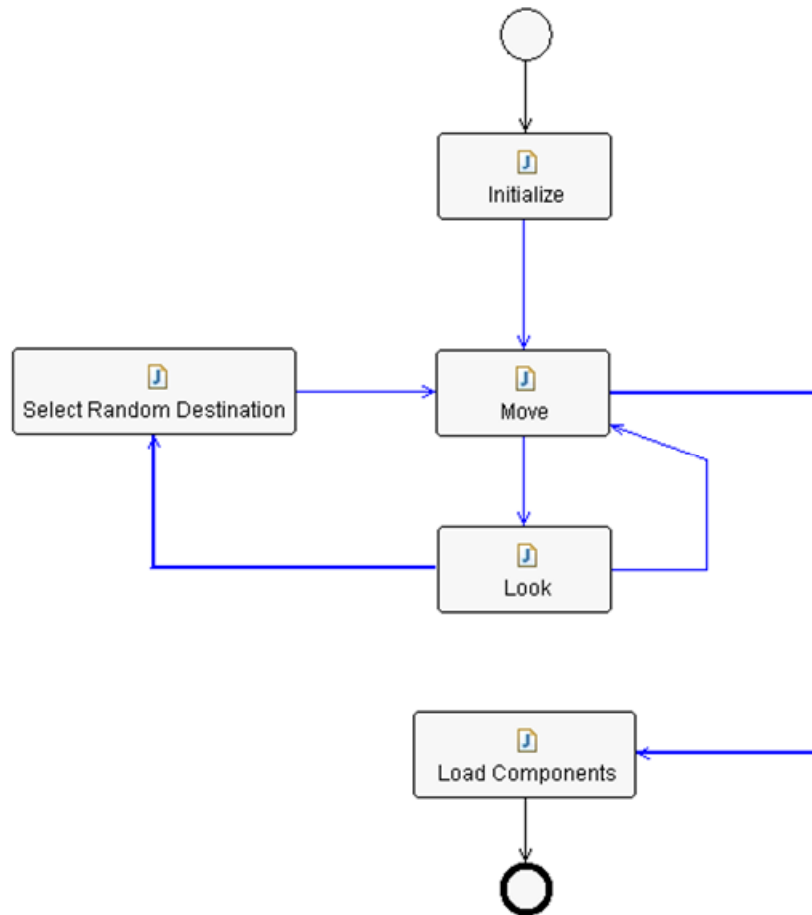 J
Initialize
J
Select Random Destination
J
Move
J
Look
J
Load Components